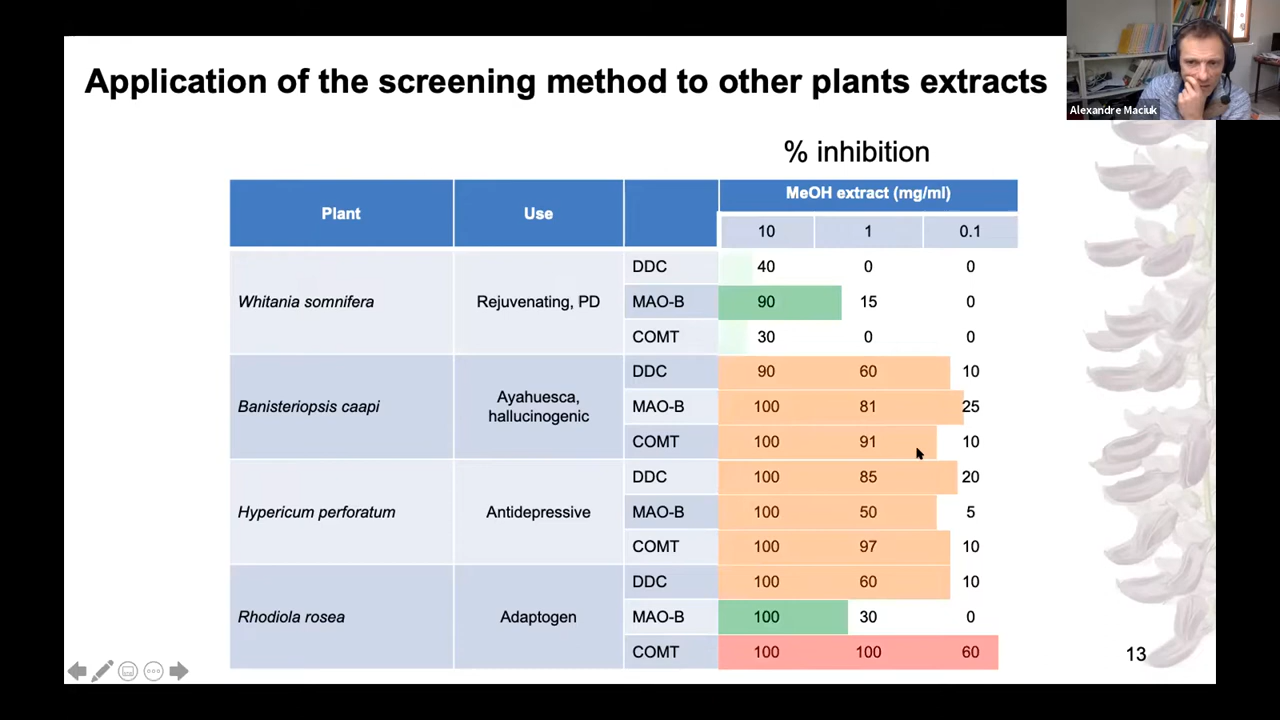 Application of the screening method to other plants extracts
Alexandre Maciuk
% inhibition
Plant Use MeOH extract (mg/ml)
10 1 0.1
Whitania somnifera Rejuvenating, PD
DDC 40 0 0
MAO-B 90 15 0
COMT 30 0 0
Banisteriopsis caapi Ayahuesca,
hallucinogenic
DDC 90 60 10
MAO-B 100 81 25
COMT 100 91 10
Hypericum perforatum Antidepressive
DDC 100 85 20
MAO-B 100 50 5
COMT 100 97 10
Rhodiola rosea Adaptogen
DDC 100 60 10
MAO-B 100 30 0
COMT 100 100 60
13